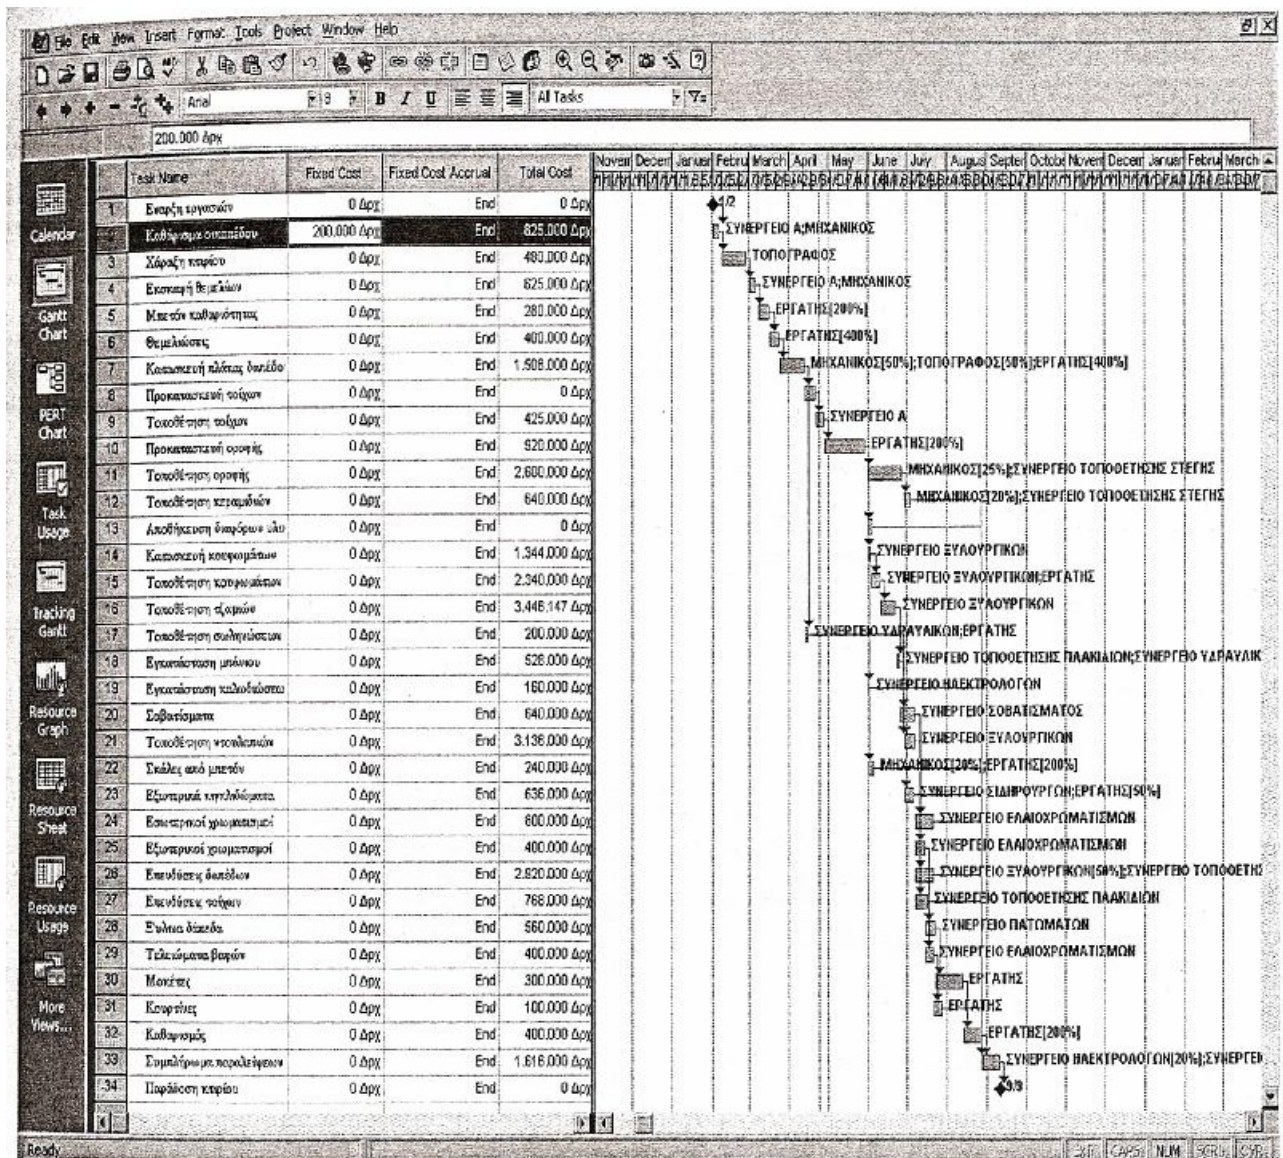 File Edit View Insert Format Tools Project Window Help
Arial 8 B I U All Tasks
200.000 Δρχ
Task Name Fixed Cost Fixed Cost Accrual Total Cost
Novem Decem Januar Febru March April May June July Augus Septer Octobe Novem Decem Januar Febru March
1 Έναρξη εργασιών 0 Δρχ End 0 Δρχ 1/2
Καθάρισμα οικοπέδου 200.000 Δρχ End 825.000 Δρχ ΣΥΝΕΡΓΕΙΟ Α;ΜΗΧΑΝΙΚΟΣ
3 Χάραξη κτιρίου 0 Δρχ End 480.000 Δρχ ΤΟΠΟΓΡΑΦΟΣ
4 Εκσκαφή θεμελίων 0 Δρχ End 625.000 Δρχ ΣΥΝΕΡΓΕΙΟ Α;ΜΗΧΑΝΙΚΟΣ
5 Μπετόν καθαριότητας 0 Δρχ End 280.000 Δρχ ΕΡΓΑΤΗΣ[200%]
6 Θεμελιώσεις 0 Δρχ End 400.000 Δρχ ΕΡΓΑΤΗΣ[400%]
7 Κατασκευή πλάκας δαπέδο 0 Δρχ End 1.508.000 Δρχ ΜΗΧΑΝΙΚΟΣ[50%];ΤΟΠΟΓΡΑΦΟΣ[50%];ΕΡΓΑΤΗΣ[400%]
8 Προκατασκευή τοίχων 0 Δρχ End 0 Δρχ
9 Τοποθέτηση τοίχων 0 Δρχ End 425.000 Δρχ ΣΥΝΕΡΓΕΙΟ Α
10 Προκατασκευή οροφής 0 Δρχ End 920.000 Δρχ ΕΡΓΑΤΗΣ[200%]
11 Τοποθέτηση οροφής 0 Δρχ End 2.600.000 Δρχ ΜΗΧΑΝΙΚΟΣ[25%];ΣΥΝΕΡΓΕΙΟ ΤΟΠΟΘΕΤΗΣΗΣ ΣΤΕΓΗΣ
12 Τοποθέτηση κεραμιδιών 0 Δρχ End 640.000 Δρχ ΜΗΧΑΝΙΚΟΣ[20%];ΣΥΝΕΡΓΕΙΟ ΤΟΠΟΘΕΤΗΣΗΣ ΣΤΕΓΗΣ
13 Αποθήκευση διαφόρων υλι 0 Δρχ End 0 Δρχ
14 Κατασκευή κουφωμάτων 0 Δρχ End 1.344.000 Δρχ ΣΥΝΕΡΓΕΙΟ ΞΥΛΟΥΡΓΙΚΩΝ
15 Τοποθέτηση κουφωμάτων 0 Δρχ End 2.340.000 Δρχ ΣΥΝΕΡΓΕΙΟ ΞΥΛΟΥΡΓΙΚΩΝ;ΕΡΓΑΤΗΣ
16 Τοποθέτηση τζαμιών 0 Δρχ End 3.446.147 Δρχ ΣΥΝΕΡΓΕΙΟ ΞΥΛΟΥΡΓΙΚΩΝ
17 Τοποθέτηση σωληνώσεων 0 Δρχ End 200.000 Δρχ ΣΥΝΕΡΓΕΙΟ ΥΔΡΑΥΛΙΚΩΝ;ΕΡΓΑΤΗΣ
18 Εγκατάσταση μπάνιου 0 Δρχ End 528.000 Δρχ ΣΥΝΕΡΓΕΙΟ ΤΟΠΟΘΕΤΗΣΗΣ ΠΛΑΚΙΔΙΩΝ;ΣΥΝΕΡΓΕΙΟ ΥΔΡΑΥΛΙΚ
19 Εγκατάσταση καλωδιώσεω 0 Δρχ End 160.000 Δρχ ΣΥΝΕΡΓΕΙΟ ΗΛΕΚΤΡΟΛΟΓΩΝ
20 Σοβατίσματα 0 Δρχ End 640.000 Δρχ ΣΥΝΕΡΓΕΙΟ ΣΟΒΑΤΙΣΜΑΤΟΣ
21 Τοποθέτηση ντουλαπιών 0 Δρχ End 3.136.000 Δρχ ΣΥΝΕΡΓΕΙΟ ΞΥΛΟΥΡΓΙΚΩΝ
22 Σκάλες από μπετόν 0 Δρχ End 240.000 Δρχ ΜΗΧΑΝΙΚΟΣ[20%];ΕΡΓΑΤΗΣ[200%]
23 Εξωτερικά κιγκλιδώματα 0 Δρχ End 636.000 Δρχ ΣΥΝΕΡΓΕΙΟ ΣΙΔΗΡΟΥΡΓΩΝ;ΕΡΓΑΤΗΣ[50%]
24 Εσωτερικοί χρωματισμοί 0 Δρχ End 800.000 Δρχ ΣΥΝΕΡΓΕΙΟ ΕΛΑΙΟΧΡΩΜΑΤΙΣΜΩΝ
25 Εξωτερικοί χρωματισμοί 0 Δρχ End 400.000 Δρχ ΣΥΝΕΡΓΕΙΟ ΕΛΑΙΟΧΡΩΜΑΤΙΣΜΩΝ
26 Επενδύσεις δαπέδων 0 Δρχ End 2.820.000 Δρχ ΣΥΝΕΡΓΕΙΟ ΞΥΛΟΥΡΓΙΚΩΝ[50%];ΣΥΝΕΡΓΕΙΟ ΤΟΠΟΘΕΤΗΣ
27 Επενδύσεις τοίχων 0 Δρχ End 768.000 Δρχ ΣΥΝΕΡΓΕΙΟ ΤΟΠΟΘΕΤΗΣΗΣ ΠΛΑΚΙΔΙΩΝ
28 Ξύλινα δάπεδα 0 Δρχ End 560.000 Δρχ ΣΥΝΕΡΓΕΙΟ ΠΑΤΩΜΑΤΩΝ
29 Τελειώματα βαφών 0 Δρχ End 400.000 Δρχ ΣΥΝΕΡΓΕΙΟ ΕΛΑΙΟΧΡΩΜΑΤΙΣΜΩΝ
30 Μοκέτες 0 Δρχ End 300.000 Δρχ ΕΡΓΑΤΗΣ
31 Κουρτίνες 0 Δρχ End 100.000 Δρχ ΕΡΓΑΤΗΣ
32 Καθαρισμός 0 Δρχ End 400.000 Δρχ ΕΡΓΑΤΗΣ[200%]
33 Συμπλήρωμα παραλείψεων 0 Δρχ End 1.616.000 Δρχ ΣΥΝΕΡΓΕΙΟ ΗΛΕΚΤΡΟΛΟΓΩΝ[20%];ΣΥΝΕΡΓΕΙ
34 Παράδοση κτιρίου 0 Δρχ End 0 Δρχ 9/9
Calendar
Gantt
Chart
PERT
Chart
Task
Usage
Tracking
Gantt
Resource
Graph
Resource
Sheet
Resource
Usage
More
Views...
Ready EXT CAPS NUM SCRL OVR